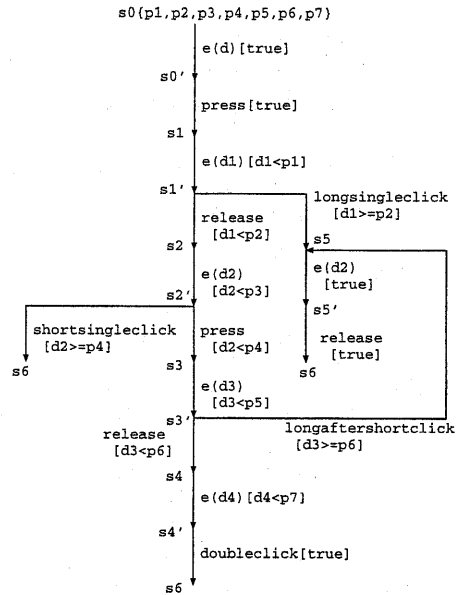 s0{p1,p2,p3,p4,p5,p6,p7}
e(d)[true]
s0'
press[true]
s1
e(d1)[d1<p1]
s1'
longsingleclick
[d1>=p2]
release
[d1<p2]
s2
s5
e(d2)
[d2<p3]
e(d2)
[true]
s2'
s5'
shortsingleclick
[d2>=p4]
press
[d2<p4]
release
[true]
s6
s3
s6
e(d3)
[d3<p5]
s3'
release
[d3<p6]
longaftershortclick
[d3>=p6]
s4
e(d4)[d4<p7]
s4'
doubleclick[true]
s6